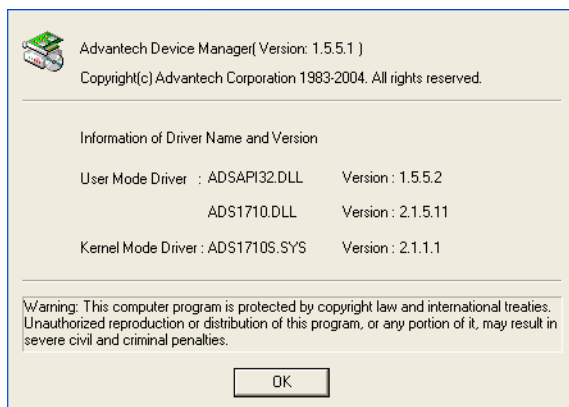 Advantech Device Manager( Version: 1.5.5.1 )
Copyright(c) Advantech Corporation 1983-2004. All rights reserved.
Information of Driver Name and Version
User Mode Driver : ADSAPI32.DLL Version : 1.5.5.2
ADS1710.DLL Version : 2.1.5.11
Kernel Mode Driver : ADS1710S.SYS Version : 2.1.1.1
Warning: This computer program is protected by copyright law and international treaties.
Unauthorized reproduction or distribution of this program, or any portion of it, may result in
severe civil and criminal penalties.
OK